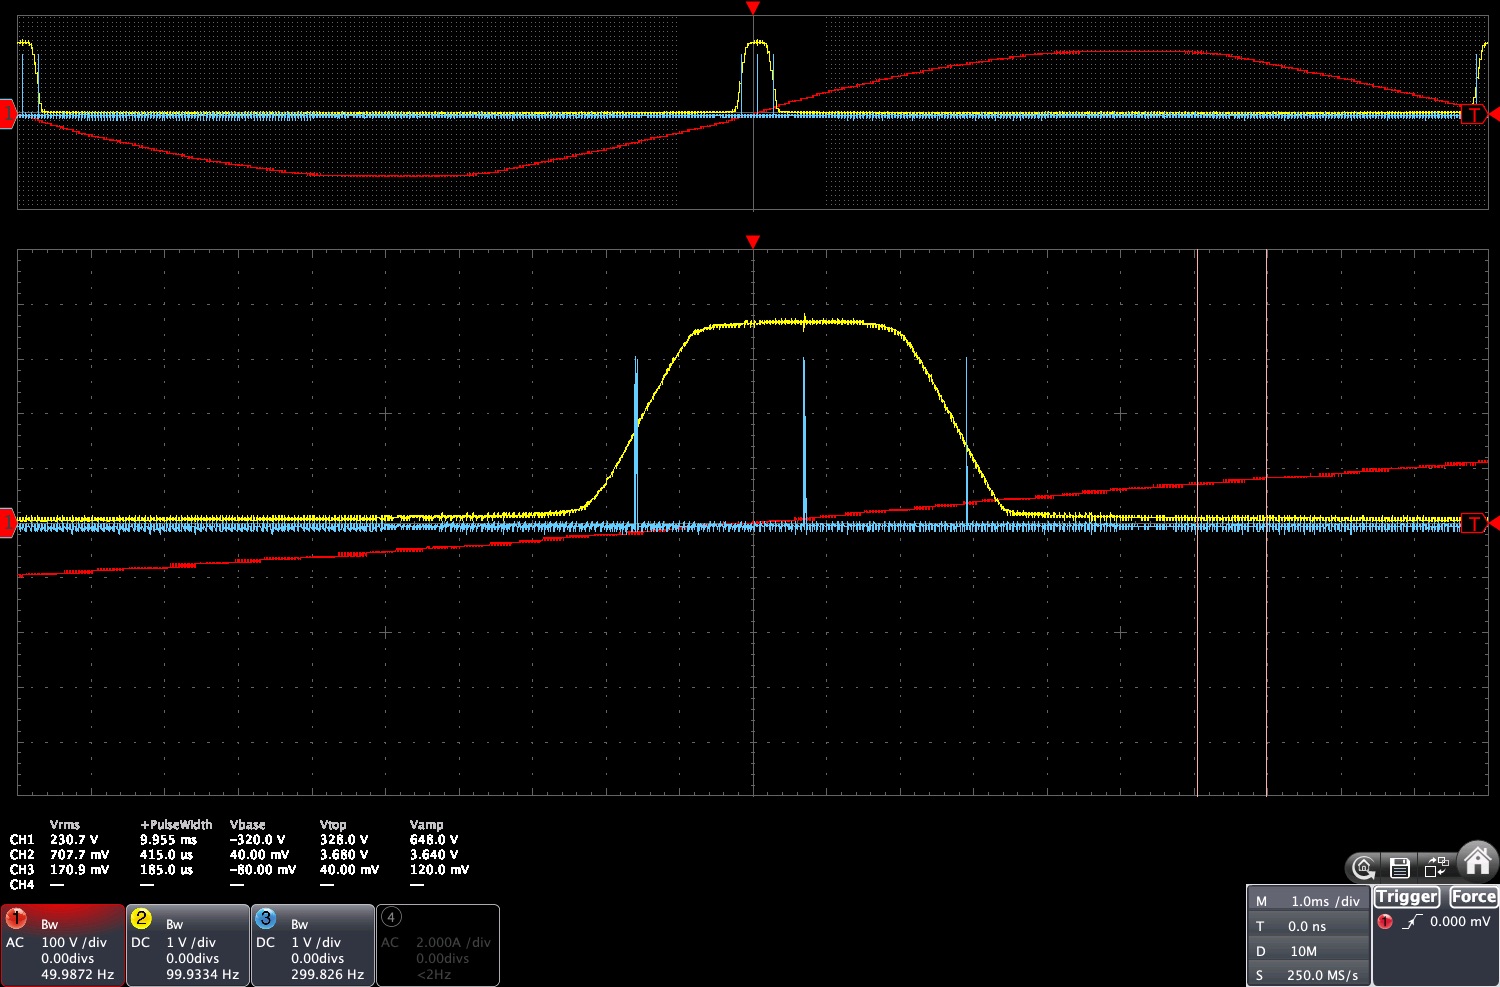 1
T
1
T
Vrms +PulseWidth Vbase Vtop Vamp
CH1 230.7 V 9.955 ms -320.0 V 328.0 V 648.0 V
CH2 707.7 mV 415.0 us 40.00 mV 3.680 V 3.640 V
CH3 170.9 mV 185.0 us -80.00 mV 40.00 mV 120.0 mV
CH4 — — — — —
1 Bw
AC 100 V /div
0.00divs
49.9872 Hz
2 Bw
DC 1 V /div
0.00divs
99.9334 Hz
3 Bw
DC 1 V /div
0.00divs
299.826 Hz
4
AC 2.000A /div
0.00divs
<2Hz
M 1.0ms /div
T 0.0 ns
D 10M
S 250.0 MS/s
Trigger Force
1 0.000 mV